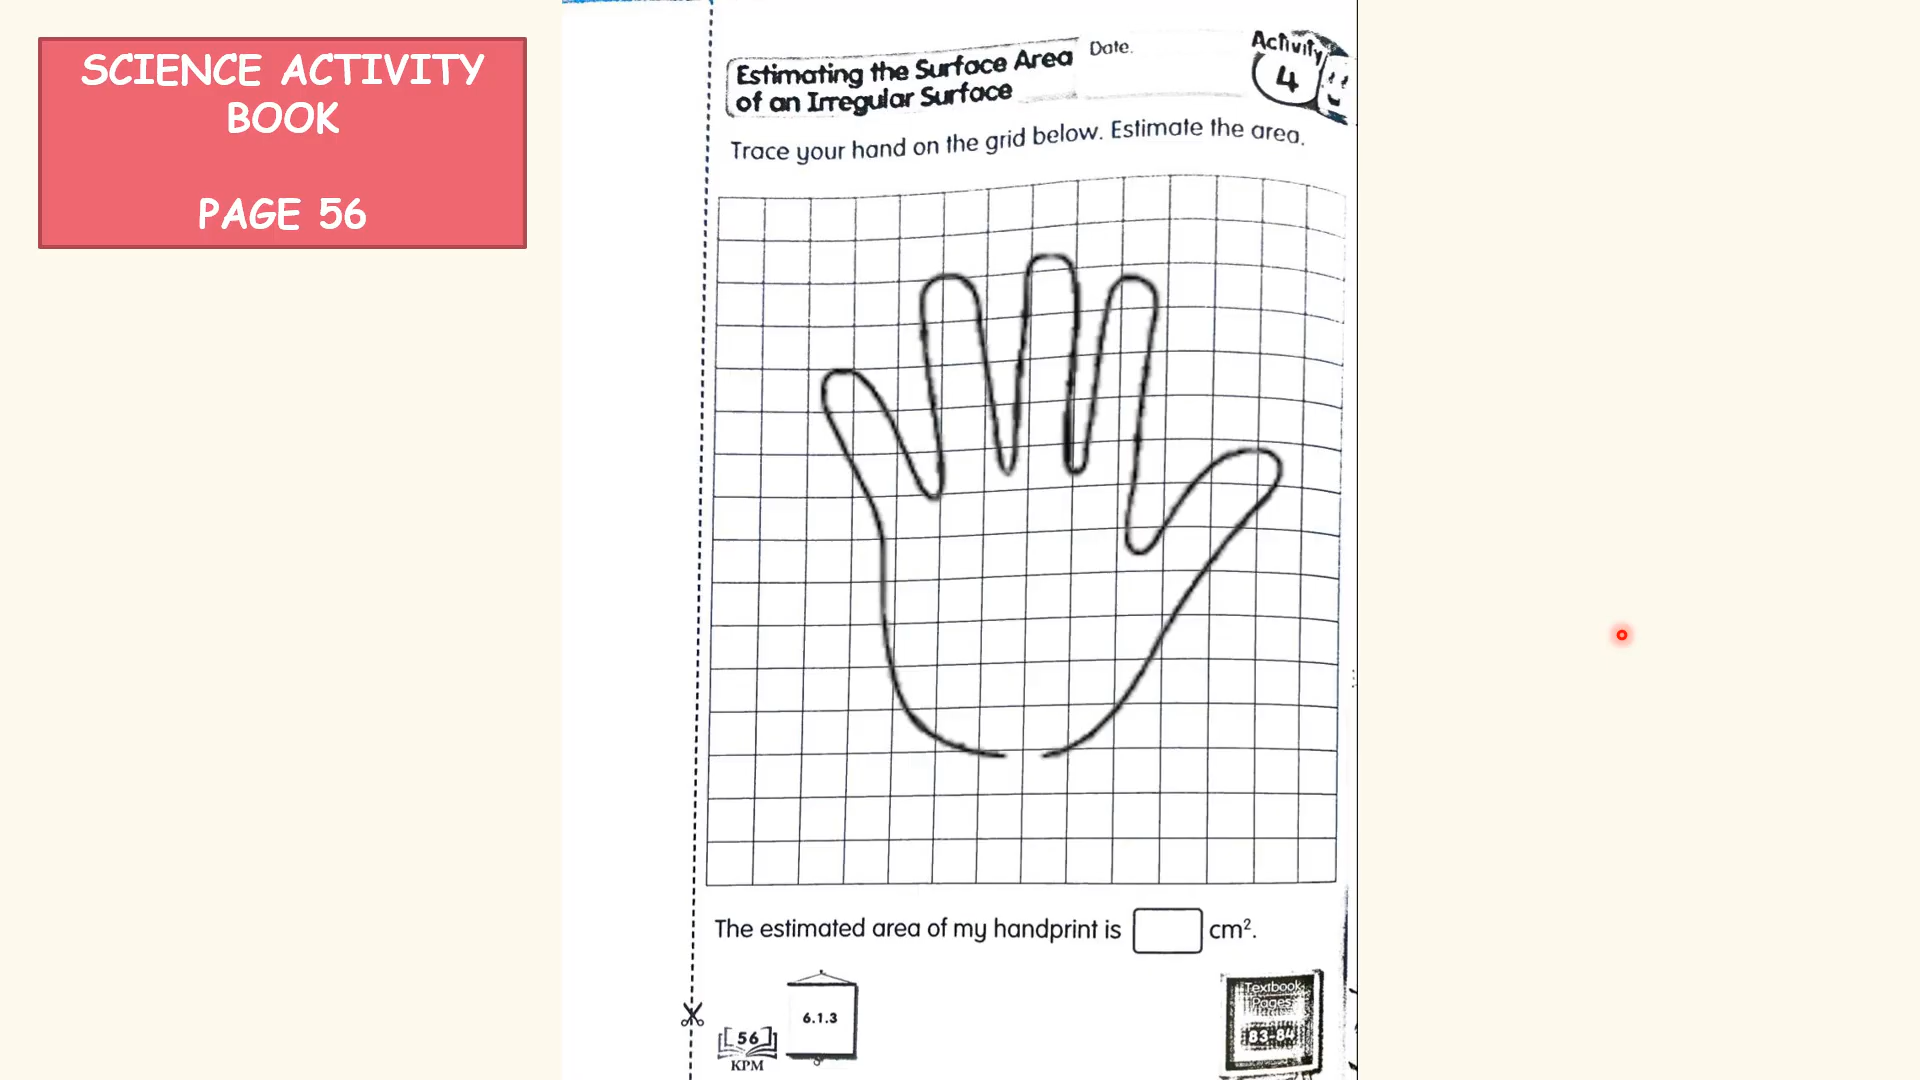 SCIENCE ACTIVITY
BOOK
PAGE 56
Estimating the Surface Area
of an Irregular Surface
Date.
Activity
4
Trace your hand on the grid below. Estimate the area.
The estimated area of my handprint is cm².
6.1.3
56
KPM
Textbook
Pages
83-84